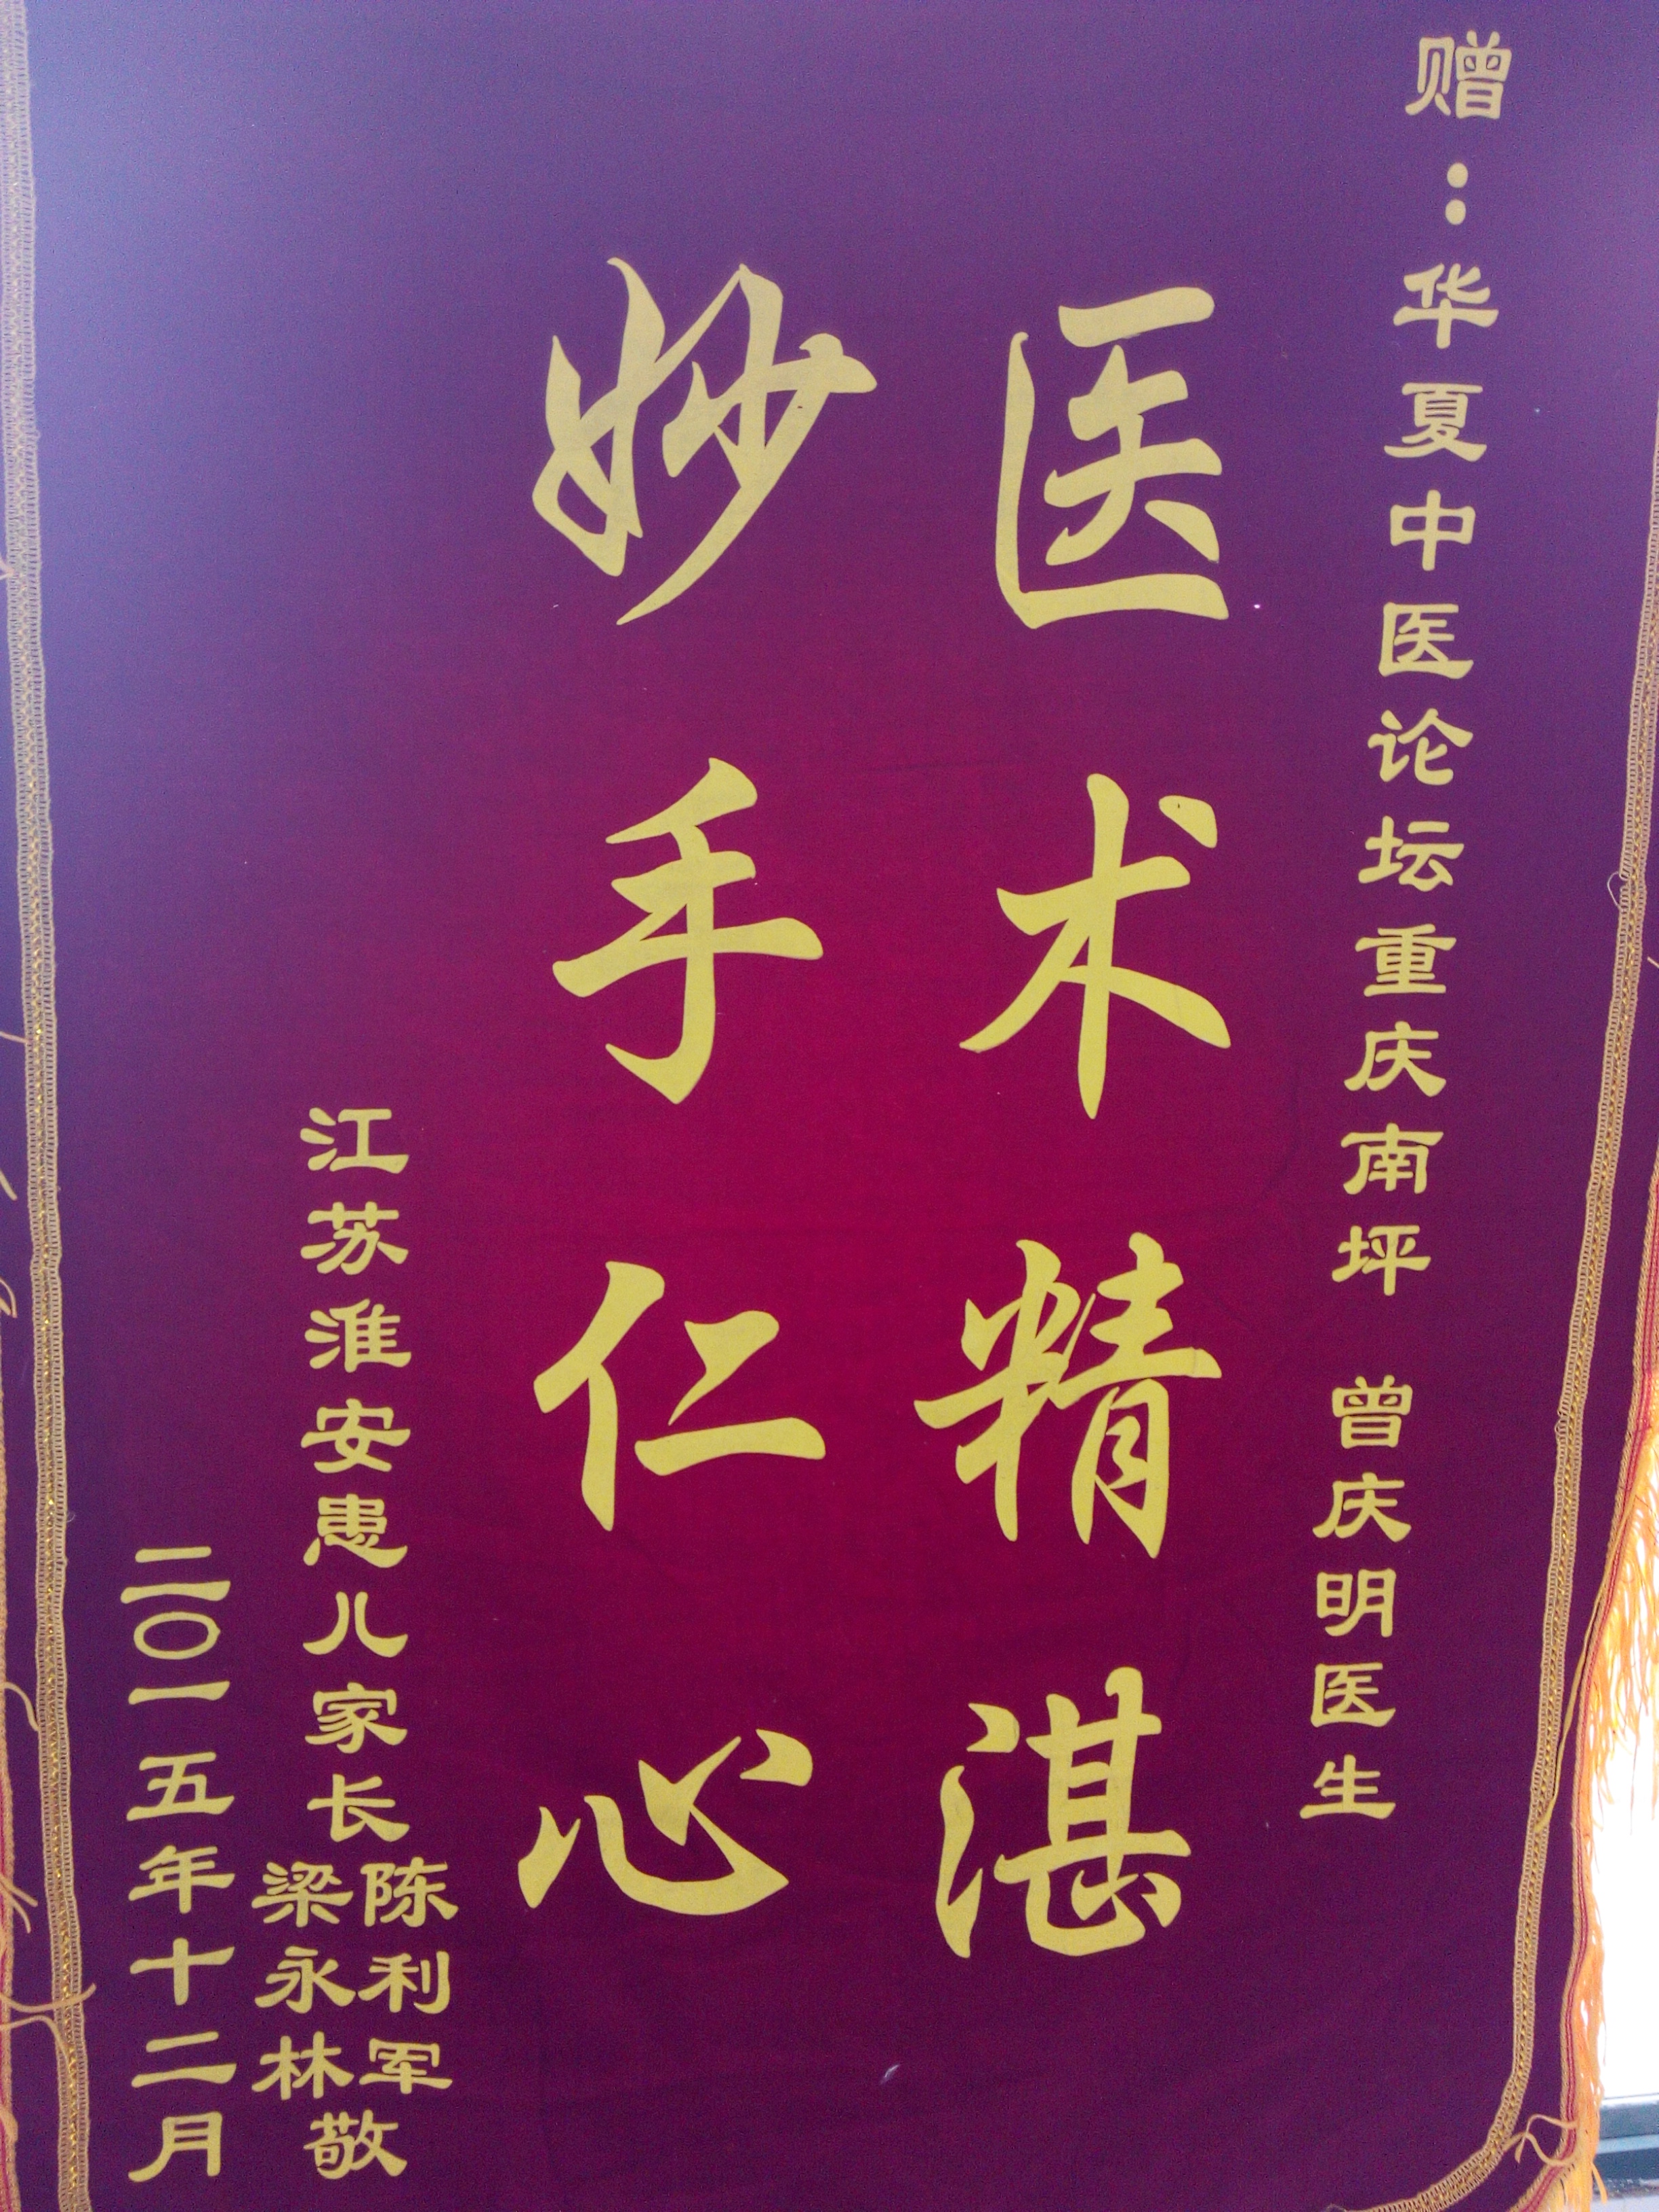 赠：华夏中医论坛重庆南坪 曾庆明医生
医术精湛
妙手仁心
江苏淮安患儿家长陈利军
梁永林敬
二〇一五年十二月